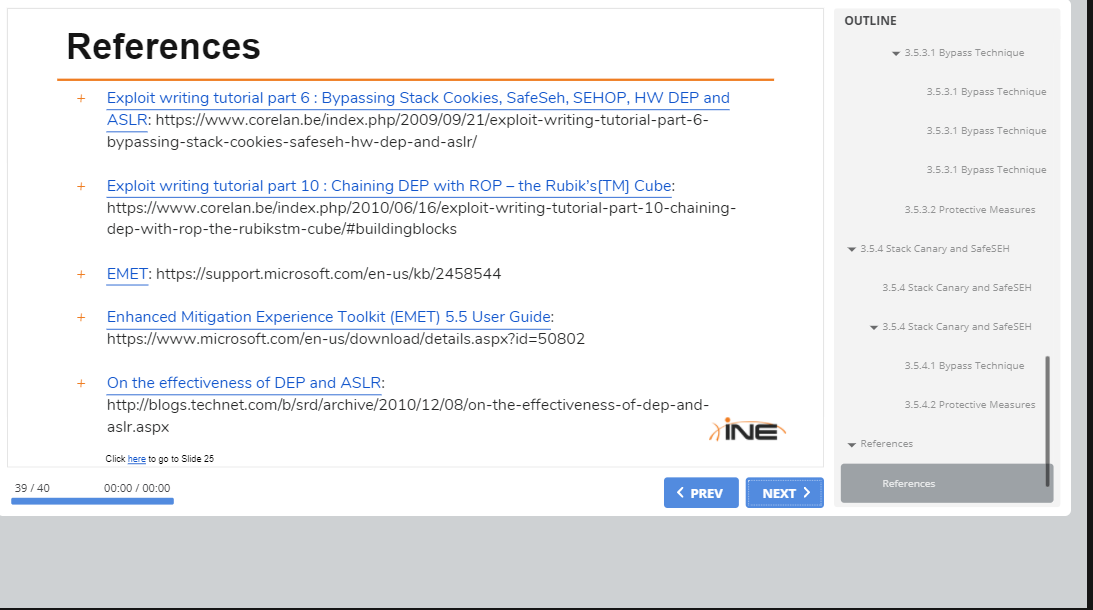 References
+ Exploit writing tutorial part 6 : Bypassing Stack Cookies, SafeSeh, SEHOP, HW DEP and
ASLR: https://www.corelan.be/index.php/2009/09/21/exploit-writing-tutorial-part-6-
bypassing-stack-cookies-safeseh-hw-dep-and-aslr/
+ Exploit writing tutorial part 10 : Chaining DEP with ROP – the Rubik's[TM] Cube:
https://www.corelan.be/index.php/2010/06/16/exploit-writing-tutorial-part-10-chaining-
dep-with-rop-the-rubikstm-cube/#buildingblocks
+ EMET: https://support.microsoft.com/en-us/kb/2458544
+ Enhanced Mitigation Experience Toolkit (EMET) 5.5 User Guide:
https://www.microsoft.com/en-us/download/details.aspx?id=50802
+ On the effectiveness of DEP and ASLR:
http://blogs.technet.com/b/srd/archive/2010/12/08/on-the-effectiveness-of-dep-and-
aslr.aspx
INE
Click here to go to Slide 25
39 / 40 00:00 / 00:00
PREV NEXT
OUTLINE
3.5.3.1 Bypass Technique
3.5.3.1 Bypass Technique
3.5.3.1 Bypass Technique
3.5.3.1 Bypass Technique
3.5.3.2 Protective Measures
3.5.4 Stack Canary and SafeSEH
3.5.4 Stack Canary and SafeSEH
3.5.4 Stack Canary and SafeSEH
3.5.4.1 Bypass Technique
3.5.4.2 Protective Measures
References
References